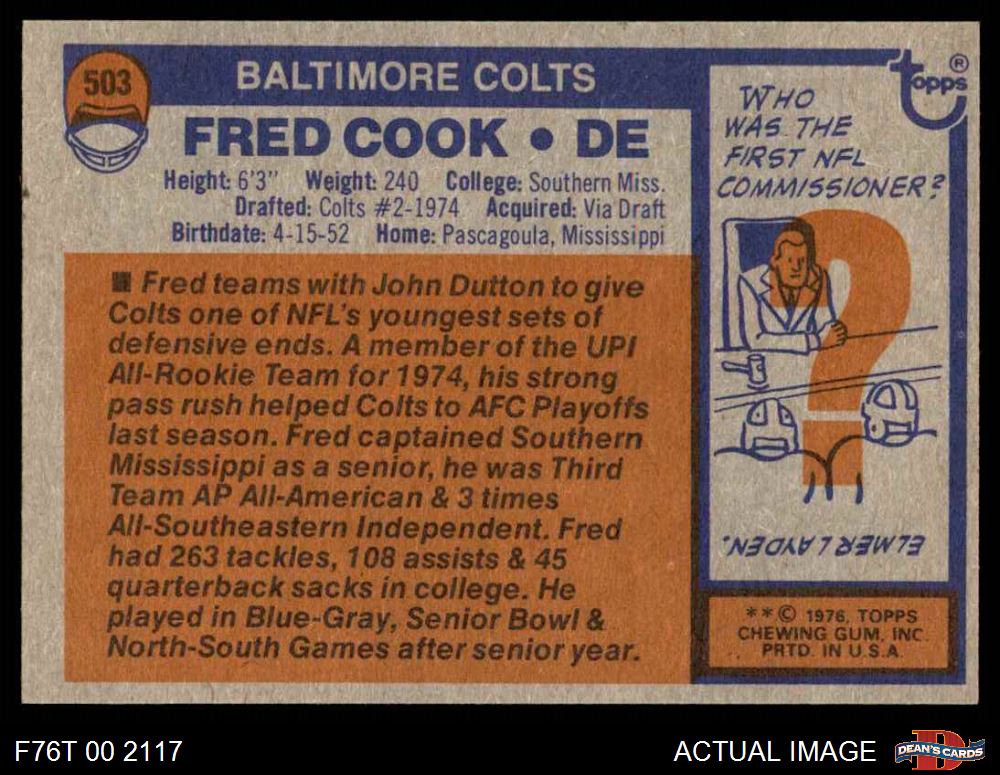 503
BALTIMORE COLTS
FRED COOK • DE
Height: 6'3" Weight: 240 College: Southern Miss.
Drafted: Colts #2-1974 Acquired: Via Draft
Birthdate: 4-15-52 Home: Pascagoula, Mississippi
■ Fred teams with John Dutton to give
Colts one of NFL's youngest sets of
defensive ends. A member of the UPI
All-Rookie Team for 1974, his strong
pass rush helped Colts to AFC Playoffs
last season. Fred captained Southern
Mississippi as a senior, he was Third
Team AP All-American & 3 times
All-Southeastern Independent. Fred
had 263 tackles, 108 assists & 45
quarterback sacks in college. He
played in Blue-Gray, Senior Bowl &
North-South Games after senior year.
topps®
WHO
WAS THE
FIRST NFL
COMMISSIONER?
ELMER LAYDEN.
**© 1976, TOPPS
CHEWING GUM, INC.
PRTD. IN U.S.A.
F76T 00 2117
ACTUAL IMAGE
D
DEAN'S CARDS